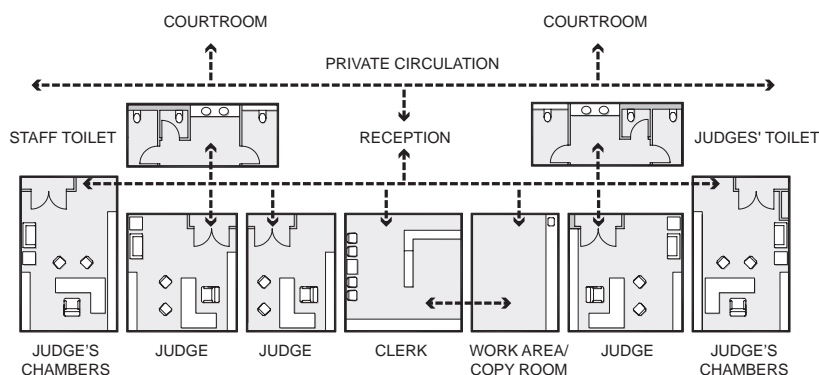 COURTROOM COURTROOM
PRIVATE CIRCULATION
STAFF TOILET RECEPTION JUDGES' TOILET
JUDGE'S
CHAMBERS
JUDGE
JUDGE
CLERK
WORK AREA/
COPY ROOM
JUDGE
JUDGE'S
CHAMBERS